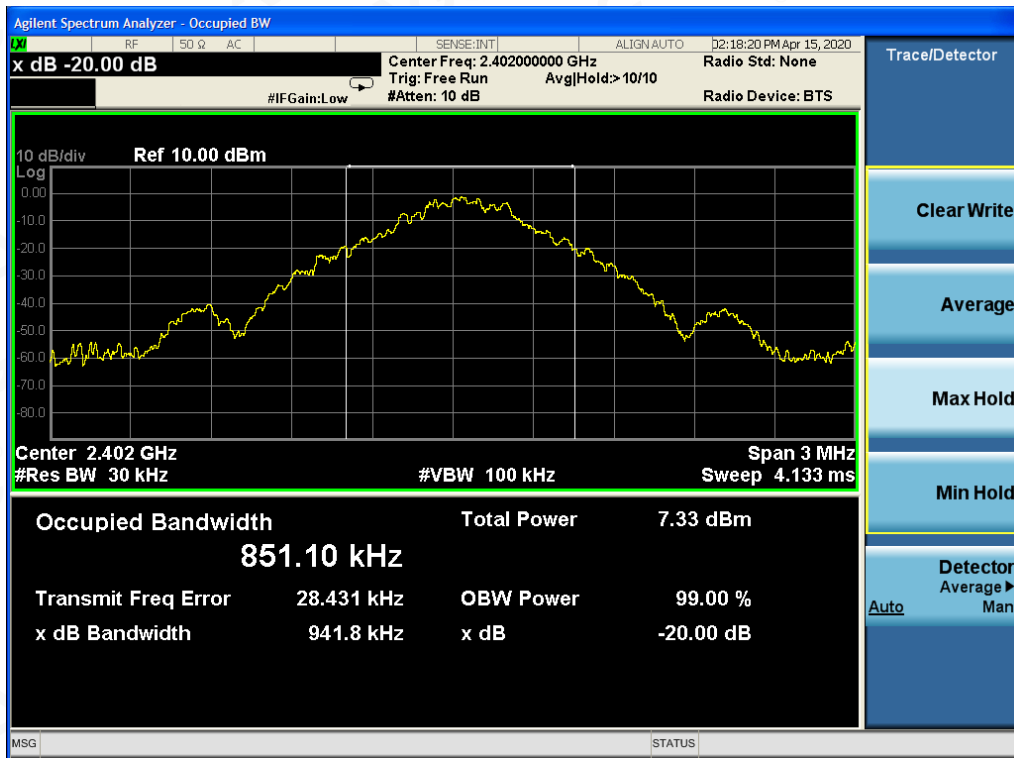 Agilent Spectrum Analyzer - Occupied BW
LXI RF 50 Ω AC SENSE:INT ALIGN AUTO 02:18:20 PM Apr 15, 2020
x dB -20.00 dB
Center Freq: 2.402000000 GHz Radio Std: None
Trig: Free Run Avg|Hold:>10/10
#IFGain:Low #Atten: 10 dB Radio Device: BTS
10 dB/div Ref 10.00 dBm
Log
0.00
-10.0
-20.0
-30.0
-40.0
-50.0
-60.0
-70.0
-80.0
Center 2.402 GHz Span 3 MHz
#Res BW 30 kHz #VBW 100 kHz Sweep 4.133 ms
Occupied Bandwidth Total Power 7.33 dBm
851.10 kHz
Transmit Freq Error 28.431 kHz OBW Power 99.00 %
x dB Bandwidth 941.8 kHz x dB -20.00 dB
MSG STATUS
Trace/Detector
Clear Write
Average
Max Hold
Min Hold
Detector
Average
Auto Man